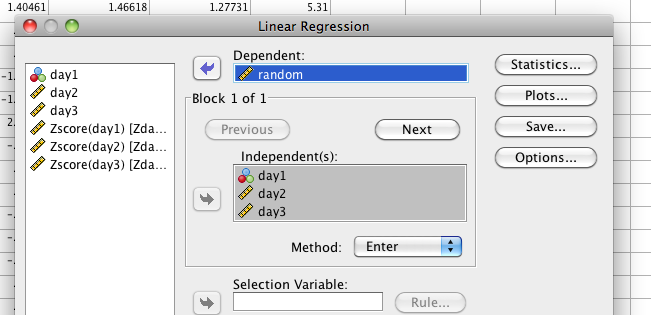 1.40461 1.46618 1.27731 5.31
Linear Regression
day1
day2
day3
Zscore(day1) [Zda...
Zscore(day2) [Zda...
Zscore(day3) [Zda...
Dependent:
random
Block 1 of 1
Previous
Next
Independent(s):
day1
day2
day3
Method:
Enter
Selection Variable:
Rule...
Statistics...
Plots...
Save...
Options...